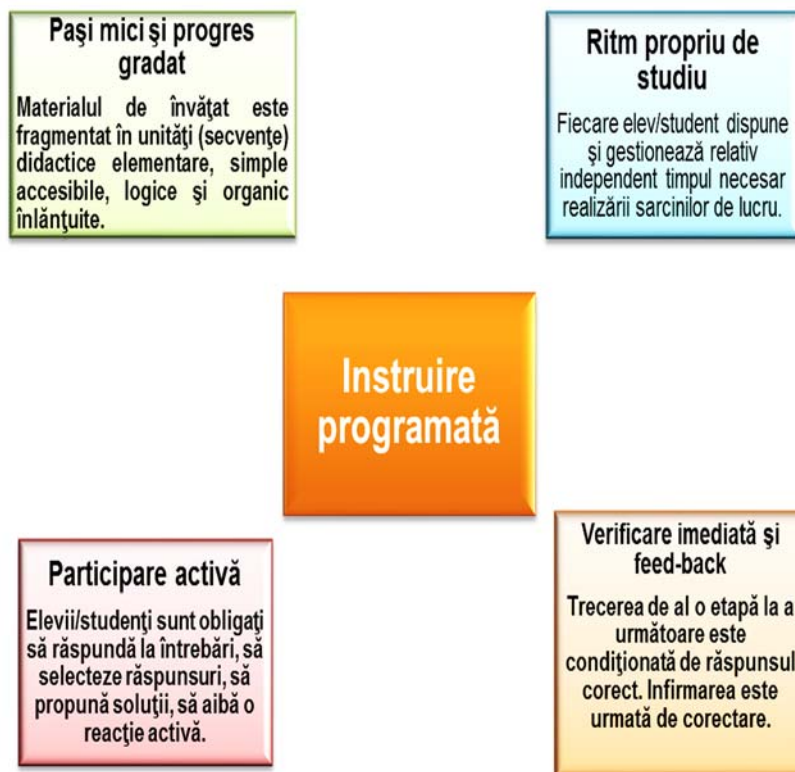 Paşi mici şi progres
gradat
Materialul de învăţat este
fragmentat în unităţi (secvenţe)
didactice elementare, simple
accesibile, logice şi organic
înlănţuite.
Ritm propriu de
studiu
Fiecare elev/student dispune
şi gestionează relativ
independent timpul necesar
realizării sarcinilor de lucru.
Instruire
programată
Participare activă
Elevii/studenţi sunt obligaţi
să răspundă la întrebări, să
selecteze răspunsuri, să
propună soluţii, să aibă o
reacţie activă.
Verificare imediată şi
feed-back
Trecerea de al o etapă la a
următoare este
condiţionată de răspunsul
corect. Infirmarea este
urmată de corectare.